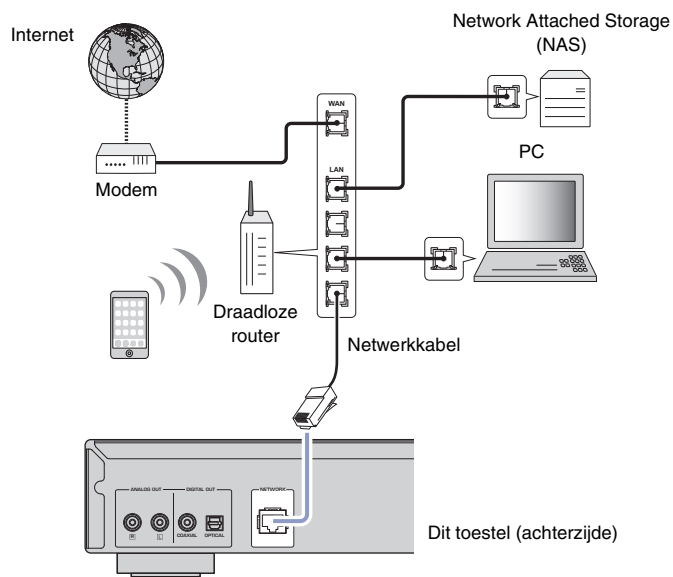 Internet
Network Attached Storage
(NAS)
WAN
PC
LAN
Modem
Draadloze
router
Netwerkkabel
ANALOG OUT
DIGITAL OUT
NETWORK
R
L
COAXIAL
OPTICAL
Dit toestel (achterzijde)